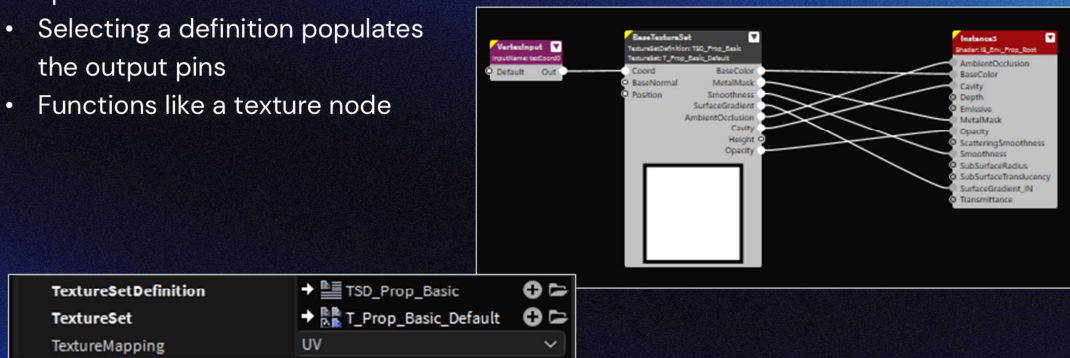 • Selecting a definition populates
the output pins
• Functions like a texture node
VertexInput
InputName: texCoord0
Default Out
BaseTextureSet
TextureSetDefinition: TSD_Prop_Basic
TextureSet: T_Prop_Basic_Default
Coord BaseColor
BaseNormal MetalMask
Position Smoothness
SurfaceGradient
AmbientOcclusion
Cavity
Height
Opacity
Instance3
Shader: IS_Env_Prop_Root
AmbientOcclusion
BaseColor
Cavity
Depth
Emissive
MetalMask
Opacity
ScatteringSmoothness
Smoothness
SubSurfaceRadius
SubSurfaceTranslucency
SurfaceGradient_IN
Transmittance
TextureSetDefinition TSD_Prop_Basic
TextureSet T_Prop_Basic_Default
TextureMapping UV